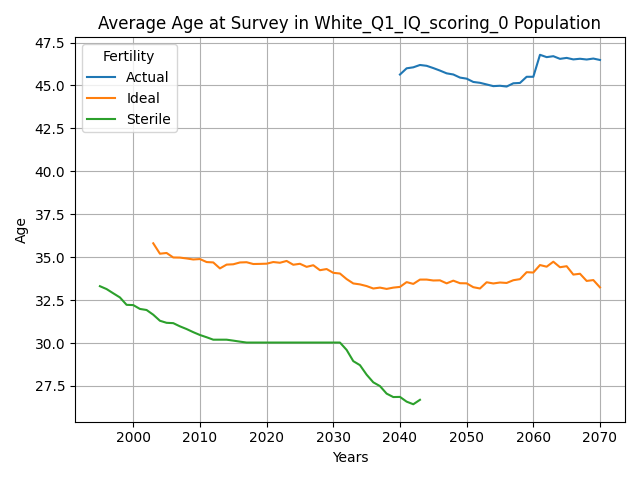 Average Age at Survey in White_Q1_IQ_scoring_0 Population
Fertility
Actual
Ideal
Sterile
47.5
45.0
42.5
40.0
37.5
35.0
32.5
30.0
27.5
Age
2000 2010 2020 2030 2040 2050 2060 2070
Years